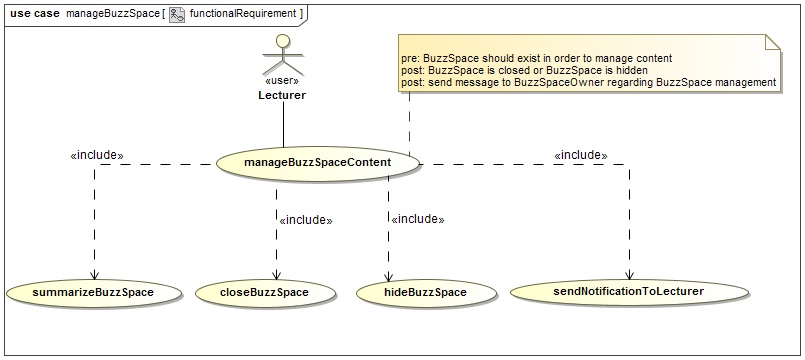 use case manageBuzzSpace [ functionalRequirement ]
«user»
Lecturer
pre: BuzzSpace should exist in order to manage content
post: BuzzSpace is closed or BuzzSpace is hidden
post: send message to BuzzSpaceOwner regarding BuzzSpace management
manageBuzzSpaceContent
«include»
«include»
«include»
«include»
summarizeBuzzSpace
closeBuzzSpace
hideBuzzSpace
sendNotificationToLecturer